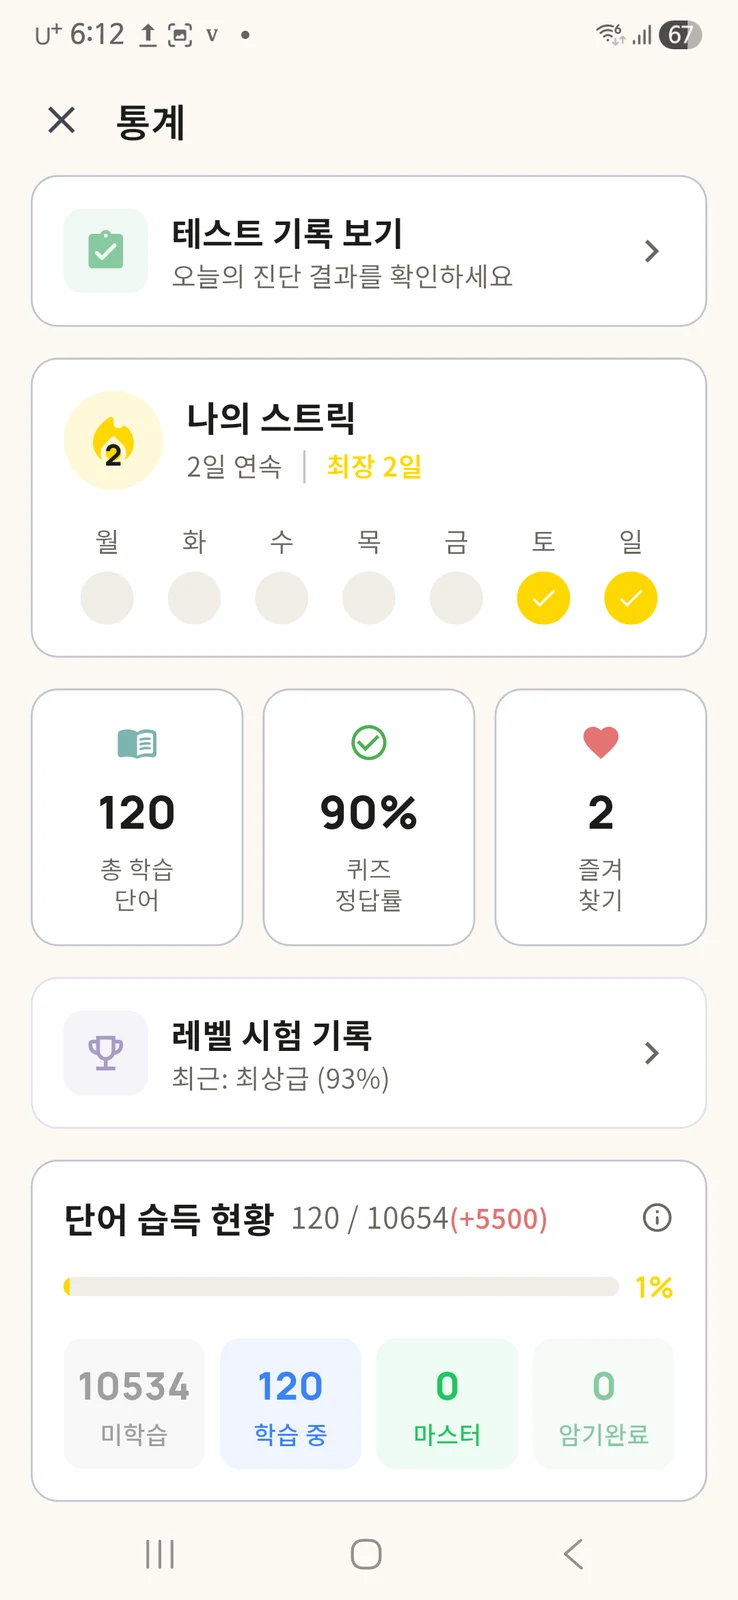 U+ 6:12 v 67
통계
테스트 기록 보기
오늘의 진단 결과를 확인하세요
2
나의 스트릭
2일 연속 최장 2일
월 화 수 목 금 토 일
120
총 학습
단어
90%
퀴즈
정답률
2
즐겨
찾기
레벨 시험 기록
최근: 최상급 (93%)
단어 습득 현황 120 / 10654(+5500)
1%
10534
미학습
120
학습 중
0
마스터
0
암기완료